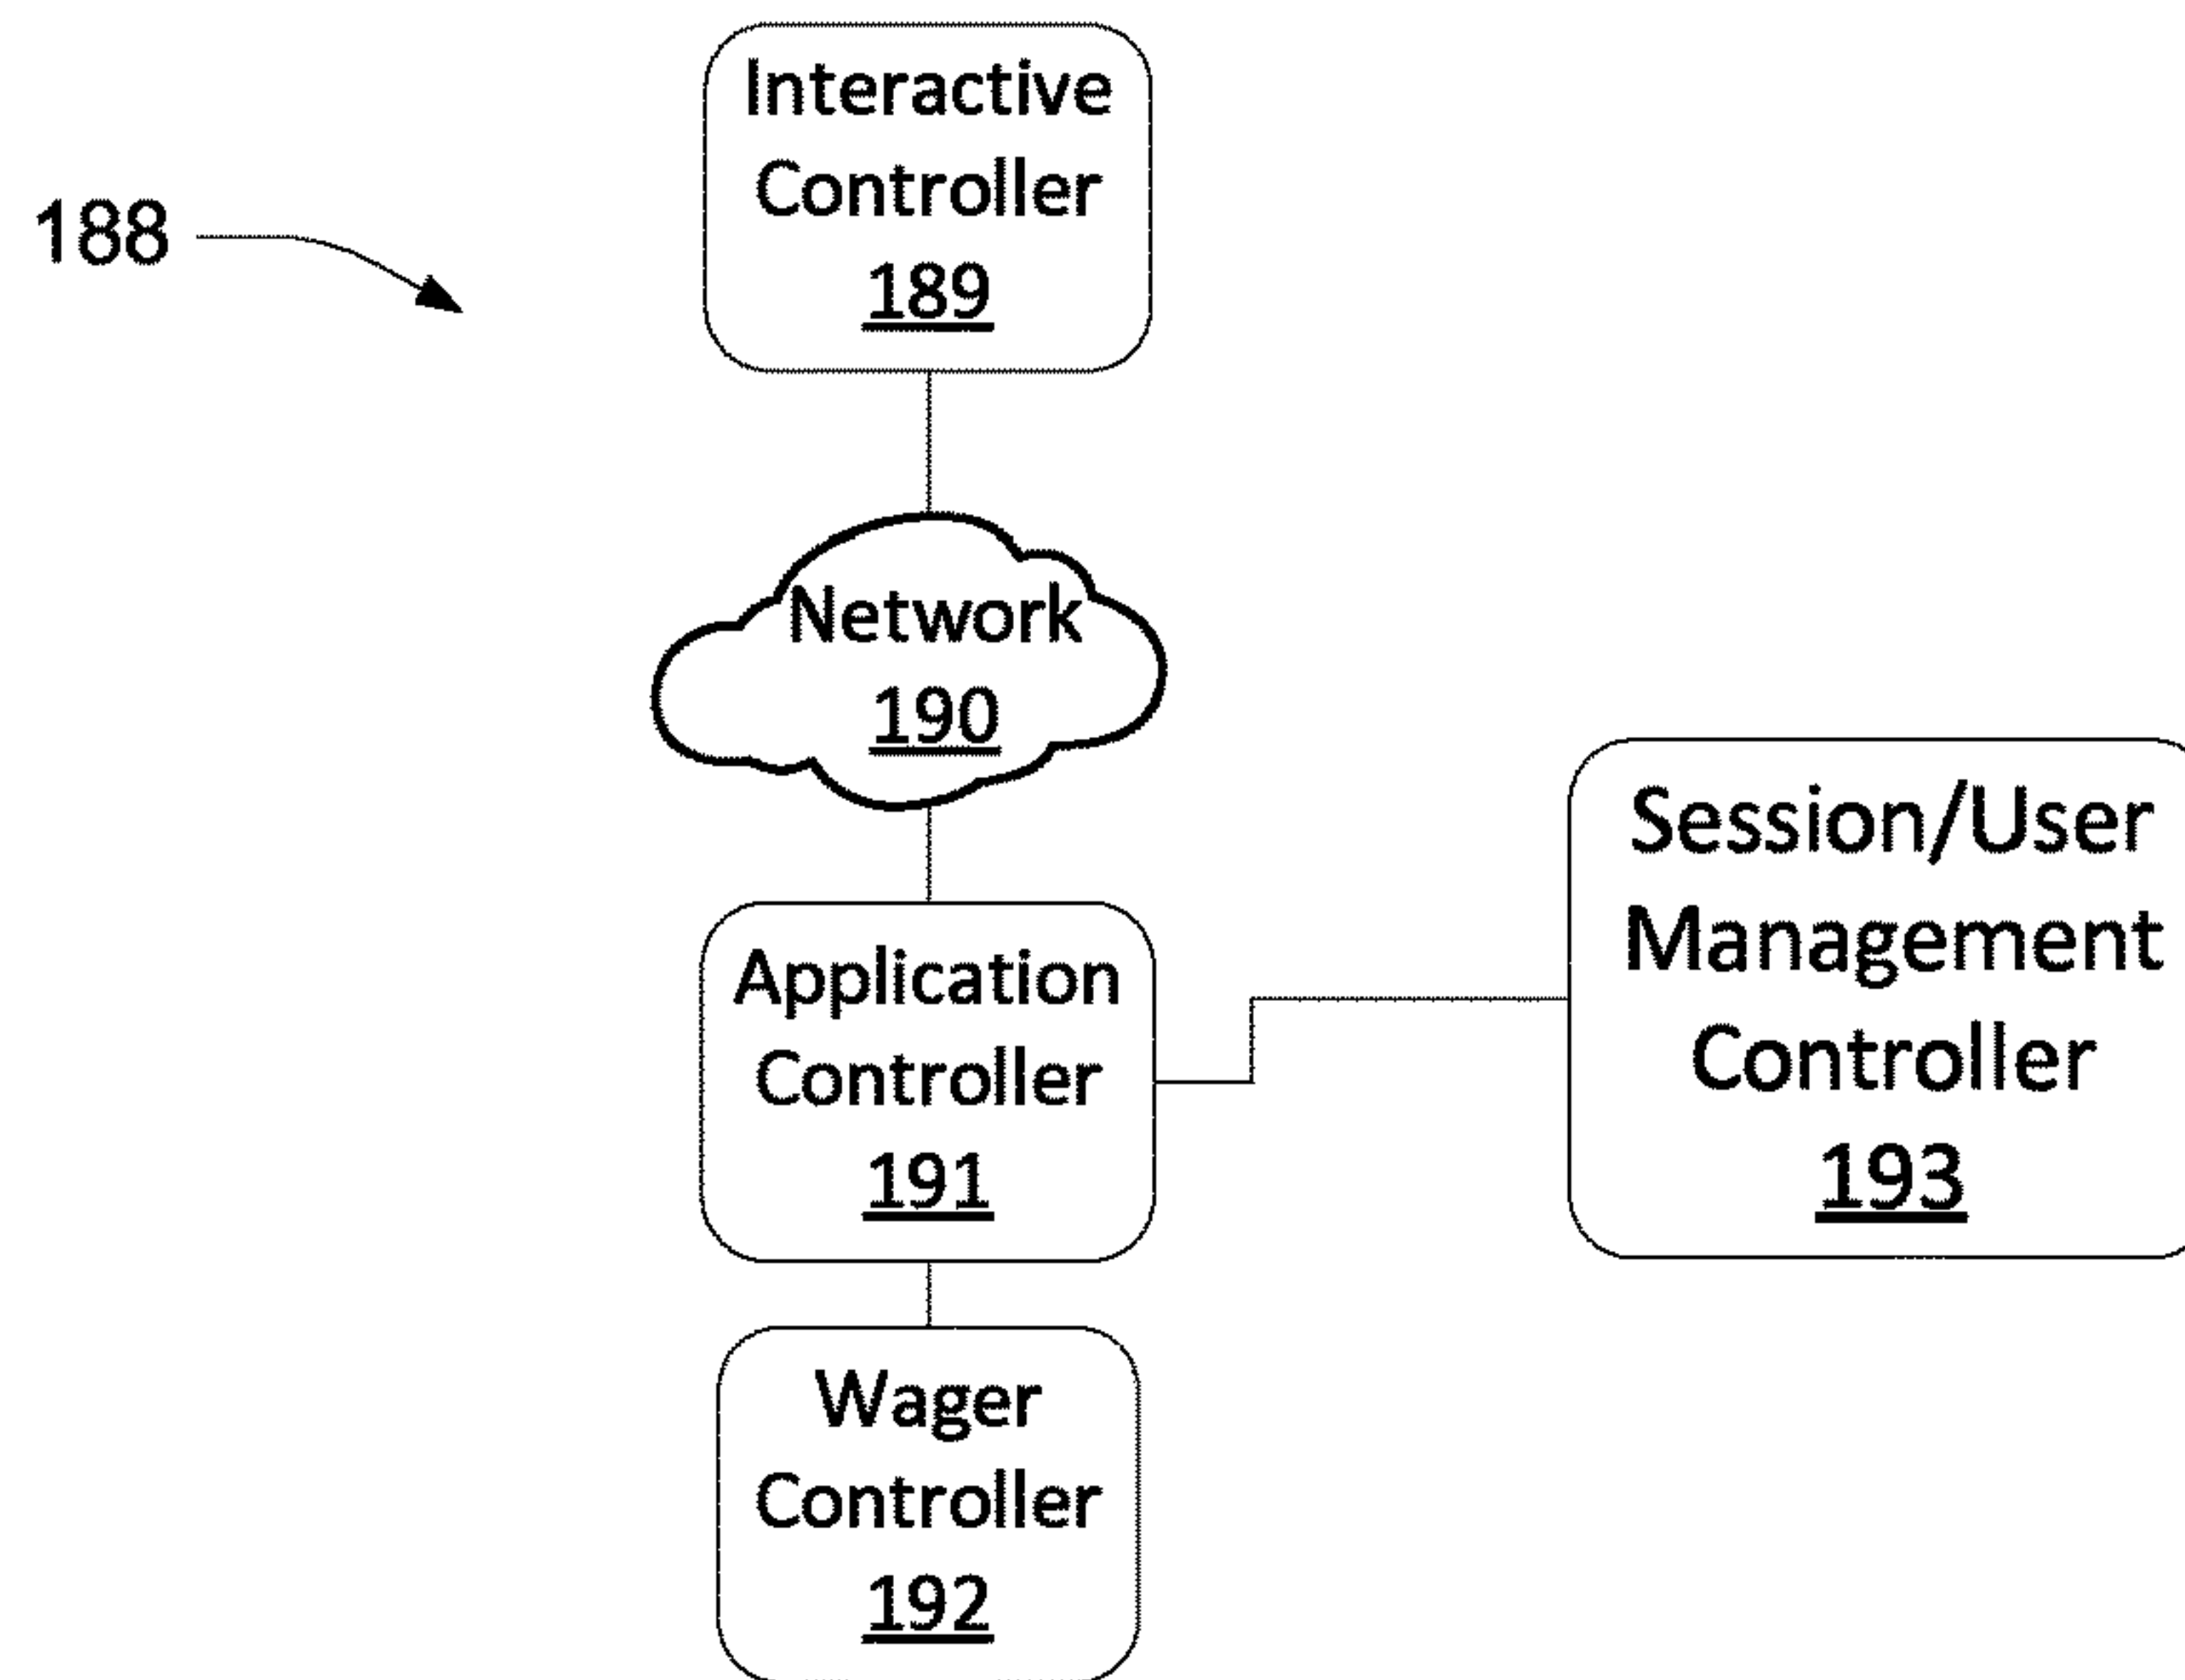 Interactive
Controller
189
188
Network
190
Application
Controller
191
Session/User
Management
Controller
193
Wager
Controller
192